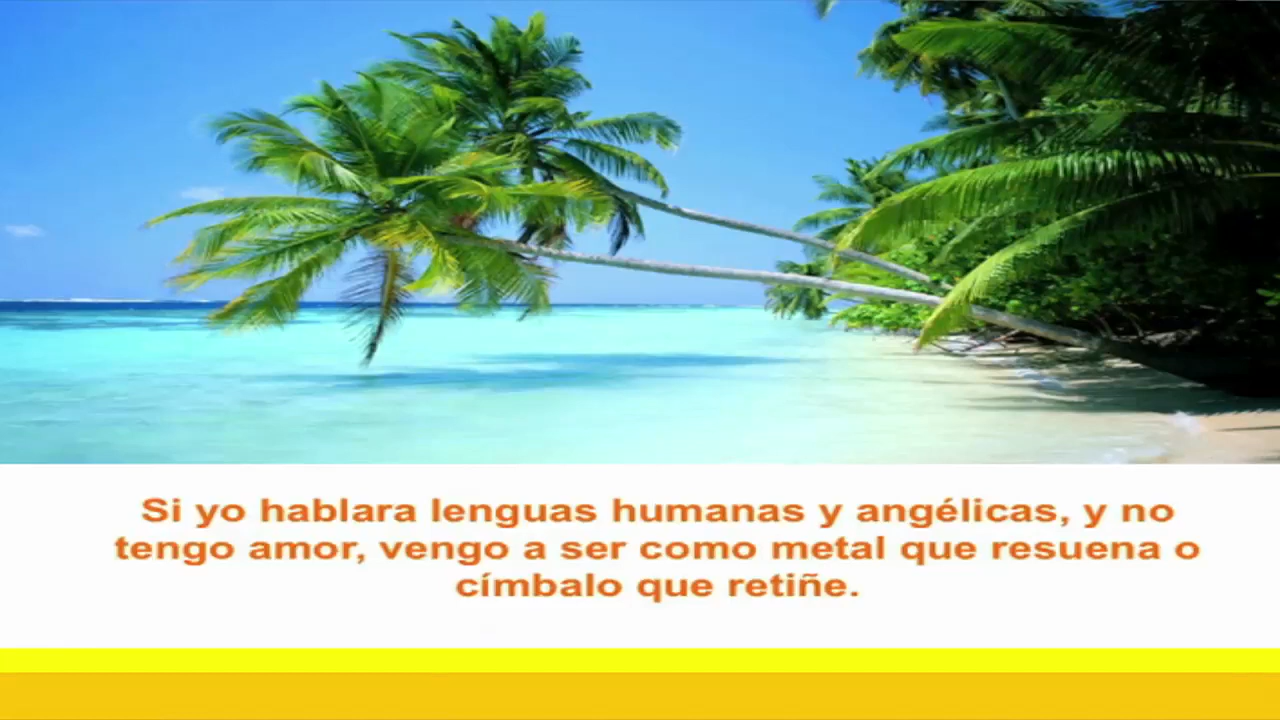 Si yo hablara lenguas humanas y angélicas, y no
tengo amor, vengo a ser como metal que resuena o
címbalo que retiñe.